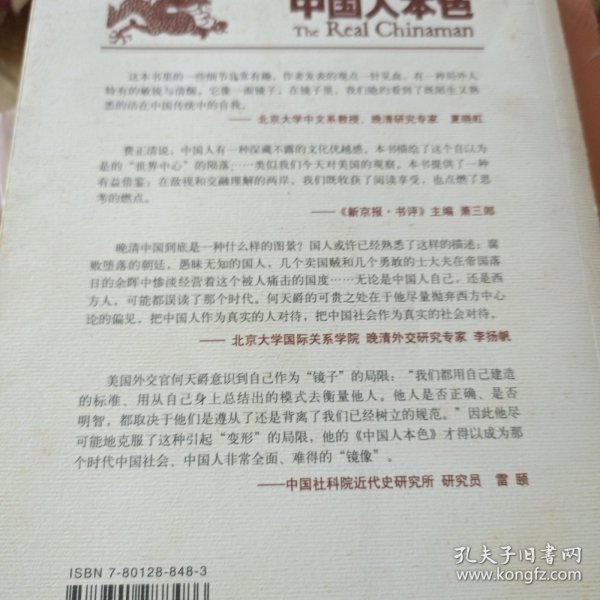 中国人本色
The Real Chinaman
这本书里的一些细节非常有趣，作者发表的观点一针见血，有一种局外人
特有的敏锐与清醒。它像一面镜子，在镜子里，我们隐约看到了既陌生又熟
悉的活在中国传统中的自我。
—— 北京大学中文系教授、晚清研究专家 夏晓虹
费正清说，中国人有一种深藏不露的文化优越感。本书描绘了这个自以为
是的“世界中心”的陨落……类似我们今天对美国的观察。本书提供了一种
有益借鉴：在敌视和交融理解的两岸，我们既收获了阅读享受，也点燃了思
考的燃点。
——《新京报·书评》主编 萧三郎
晚清中国到底是一种什么样的图景？国人或许已经熟悉了这样的描述：腐
败堕落的朝廷，愚昧无知的国人，几个卖国贼和几个勇敢的士大夫在帝国落
日的余晖中惨淡经营着这个被人痛击的国度……无论是中国人自己，还是西
方人，可能都误读了那个时代。何天爵的可贵之处在于他尽量抛弃西方中心
论的偏见，把中国人作为真实的人对待，把中国社会作为真实的社会对待。
—— 北京大学国际关系学院 晚清外交研究专家 李扬帆
美国外交官何天爵意识到自己作为“镜子”的局限：“我们都用自己建造
的标准、用从自己身上总结出的模式去衡量他人。他人是否正确、是否
明智，都取决于他们是遵从了还是背离了我们已经树立的规范。”因此他尽
可能地克服了这种引起“变形”的局限，他的《中国人本色》才得以成为那
个时代中国社会、中国人非常全面、难得的“镜像”。
——中国社科院近代史研究所 研究员 雷颐
ISBN 7-80128-848-3
孔夫子旧书网
www.kongfz.com